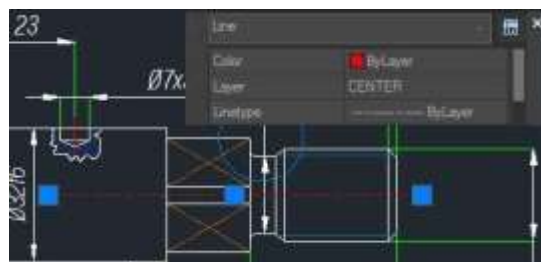 23
Line
Color ByLayer
Ø7x
Layer CENTER
Linetype ByLayer